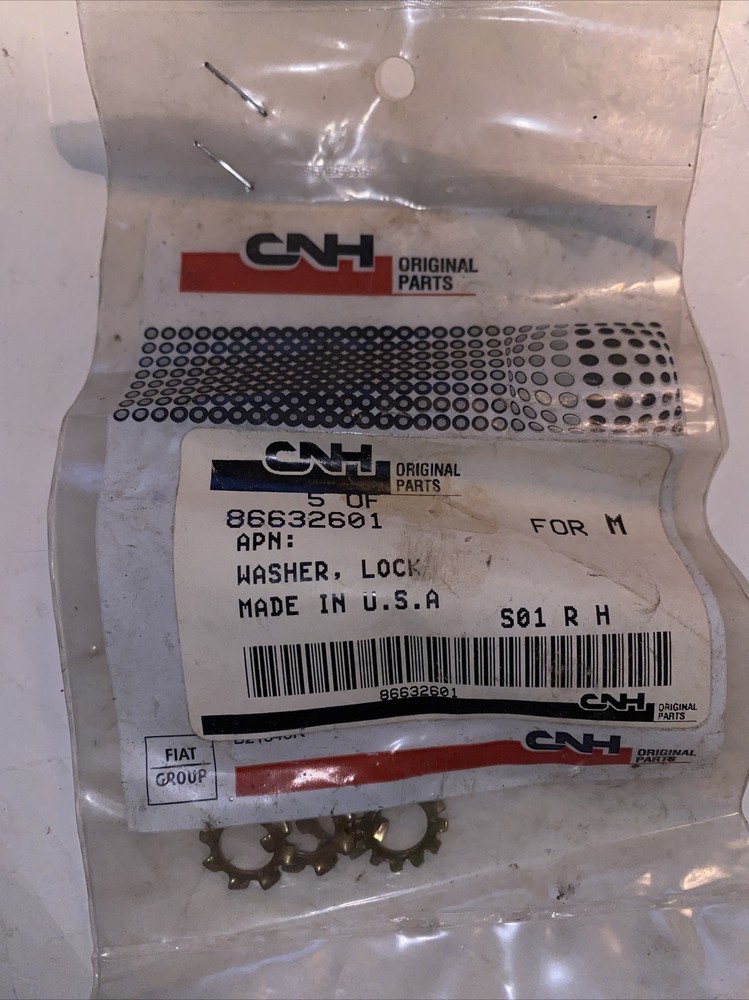 CNH ORIGINAL
PARTS
CNH ORIGINAL
PARTS
5 OF
86632601
FOR M
APN:
WASHER, LOCK
MADE IN U.S.A
S01 R H
86632601
CNH ORIGINAL
PARTS
FIAT
GROUP
CNH ORIGINAL
PARTS